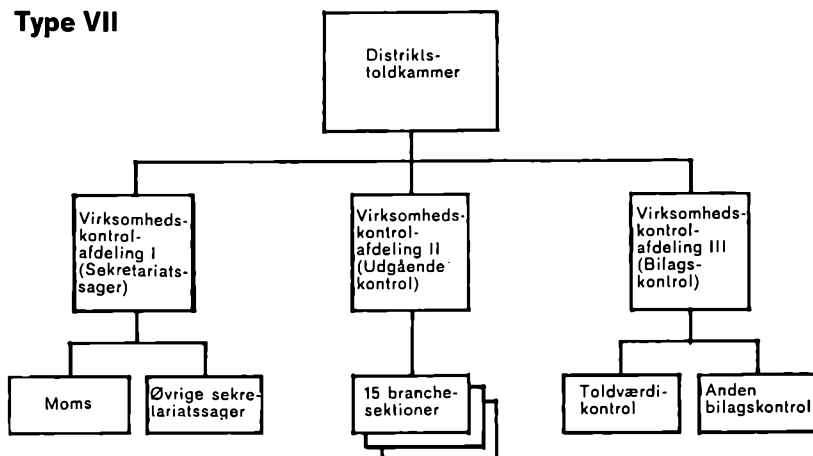 Type VII
Distrikts-
toldkammer
Virksomheds-
kontrol-
afdeling I
(Sekretariats-
sager)
Virksomheds-
kontrol-
afdeling II
(Udgående
kontrol)
Virksomheds-
kontrol-
afdeling III
(Bilags-
kontrol)
Moms
Øvrige sekre-
tariatssager
15 branche-
sektioner
Toldværdi-
kontrol
Anden
bilagskontrol